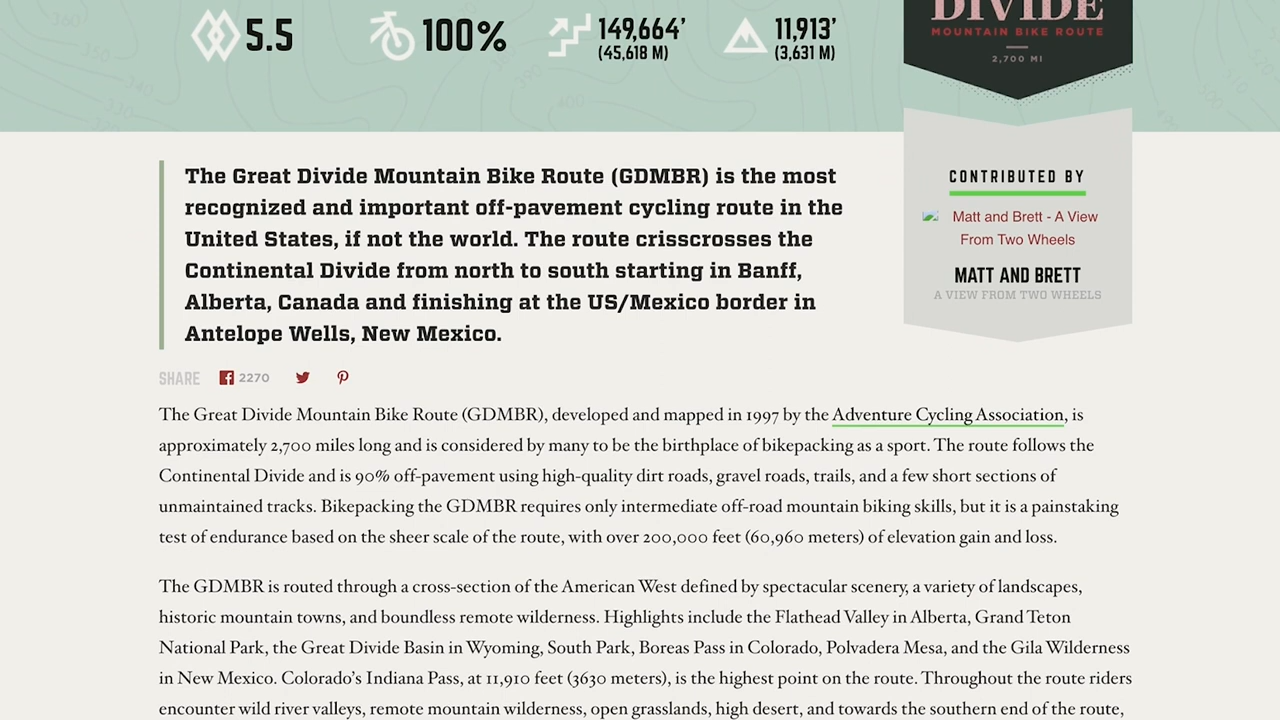 5.5
100%
149,664’
(45,618 M)
11,913’
(3,631 M)
DIVIDE
MOUNTAIN BIKE ROUTE
2,700 MI
The Great Divide Mountain Bike Route (GDMBR) is the most
recognized and important off-pavement cycling route in the
United States, if not the world. The route crisscrosses the
Continental Divide from north to south starting in Banff,
Alberta, Canada and finishing at the US/Mexico border in
Antelope Wells, New Mexico.
CONTRIBUTED BY
Matt and Brett - A View
From Two Wheels
MATT AND BRETT
A VIEW FROM TWO WHEELS
SHARE 2270
The Great Divide Mountain Bike Route (GDMBR), developed and mapped in 1997 by the Adventure Cycling Association, is
approximately 2,700 miles long and is considered by many to be the birthplace of bikepacking as a sport. The route follows the
Continental Divide and is 90% off-pavement using high-quality dirt roads, gravel roads, trails, and a few short sections of
unmaintained tracks. Bikepacking the GDMBR requires only intermediate off-road mountain biking skills, but it is a painstaking
test of endurance based on the sheer scale of the route, with over 200,000 feet (60,960 meters) of elevation gain and loss.
The GDMBR is routed through a cross-section of the American West defined by spectacular scenery, a variety of landscapes,
historic mountain towns, and boundless remote wilderness. Highlights include the Flathead Valley in Alberta, Grand Teton
National Park, the Great Divide Basin in Wyoming, South Park, Boreas Pass in Colorado, Polvadera Mesa, and the Gila Wilderness
in New Mexico. Colorado’s Indiana Pass, at 11,910 feet (3630 meters), is the highest point on the route. Throughout the route riders
encounter wild river valleys, remote mountain wilderness, open grasslands, high desert, and towards the southern end of the route,